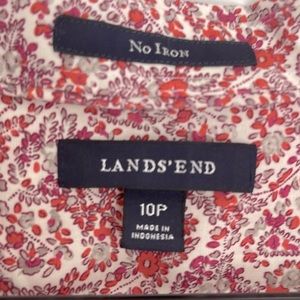 No Iron
LANDS'END
10P
MADE IN
INDONESIA